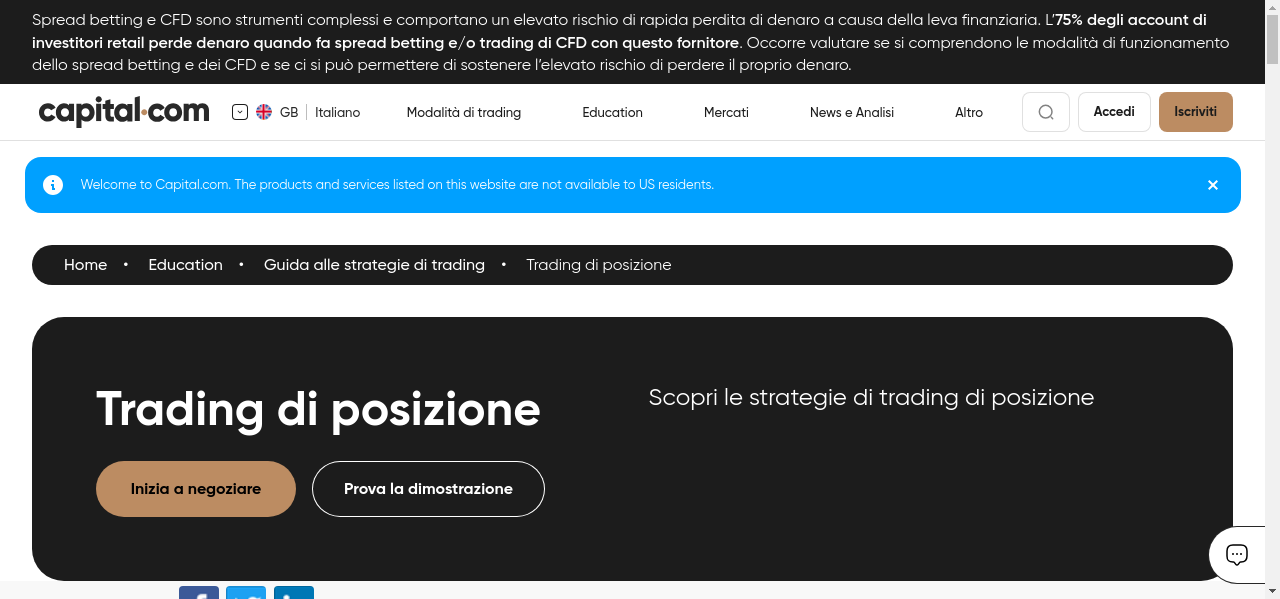 Spread betting e CFD sono strumenti complessi e comportano un elevato rischio di rapida perdita di denaro a causa della leva finanziaria. L’75% degli account di
investitori retail perde denaro quando fa spread betting e/o trading di CFD con questo fornitore. Occorre valutare se si comprendono le modalità di funzionamento
dello spread betting e dei CFD e se ci si può permettere di sostenere l’elevato rischio di perdere il proprio denaro.
capital.com GB Italiano Modalità di trading Education Mercati News e Analisi Altro Accedi Iscriviti
Welcome to Capital.com. The products and services listed on this website are not available to US residents.
Home • Education • Guida alle strategie di trading • Trading di posizione
Trading di posizione
Scopri le strategie di trading di posizione
Inizia a negoziare Prova la dimostrazione